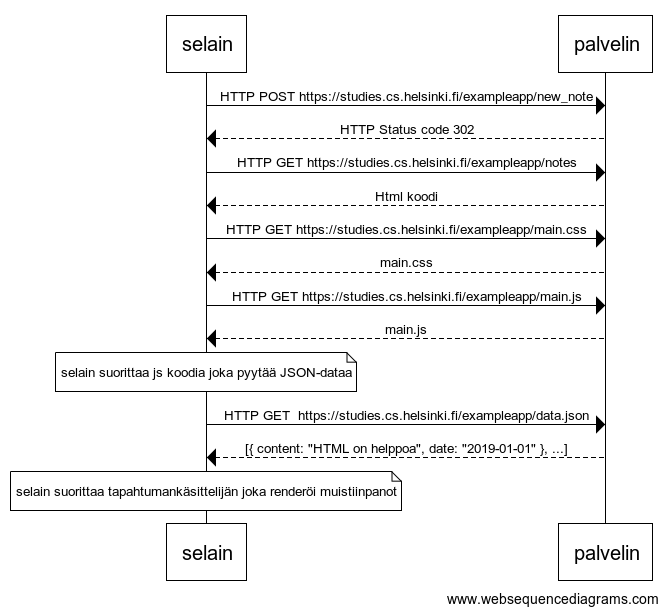 selain palvelin
HTTP POST https://studies.cs.helsinki.fi/exampleapp/new_note
HTTP Status code 302
HTTP GET https://studies.cs.helsinki.fi/exampleapp/notes
Html koodi
HTTP GET https://studies.cs.helsinki.fi/exampleapp/main.css
main.css
HTTP GET https://studies.cs.helsinki.fi/exampleapp/main.js
main.js
selain suorittaa js koodia joka pyytää JSON-dataa
HTTP GET  https://studies.cs.helsinki.fi/exampleapp/data.json
[{ content: "HTML on helppoa", date: "2019-01-01" }, ...]
selain suorittaa tapahtumankäsittelijän joka renderöi muistiinpanot
selain palvelin
www.websequencediagrams.com